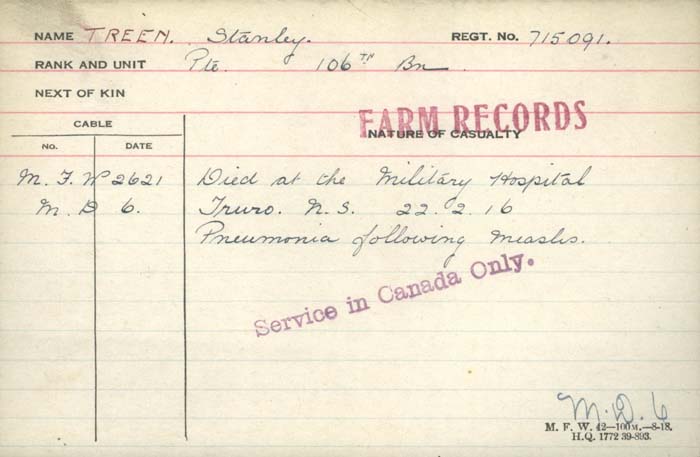 NAME TREEN. Stanley. REGT. NO. 715091.
RANK AND UNIT Pte. 106TH Bn.
NEXT OF KIN
FARM RECORDS
CABLE NATURE OF CASUALTY
NO. DATE
M. F. W 2621 Died at the Military Hospital
M. D 6. Truro. N.S. 22.2.16
Pneumonia following measles.
Service in Canada Only.
M. D. 6
M. F. W. 42—100M.—8-18.
H.Q. 1772 39-893.